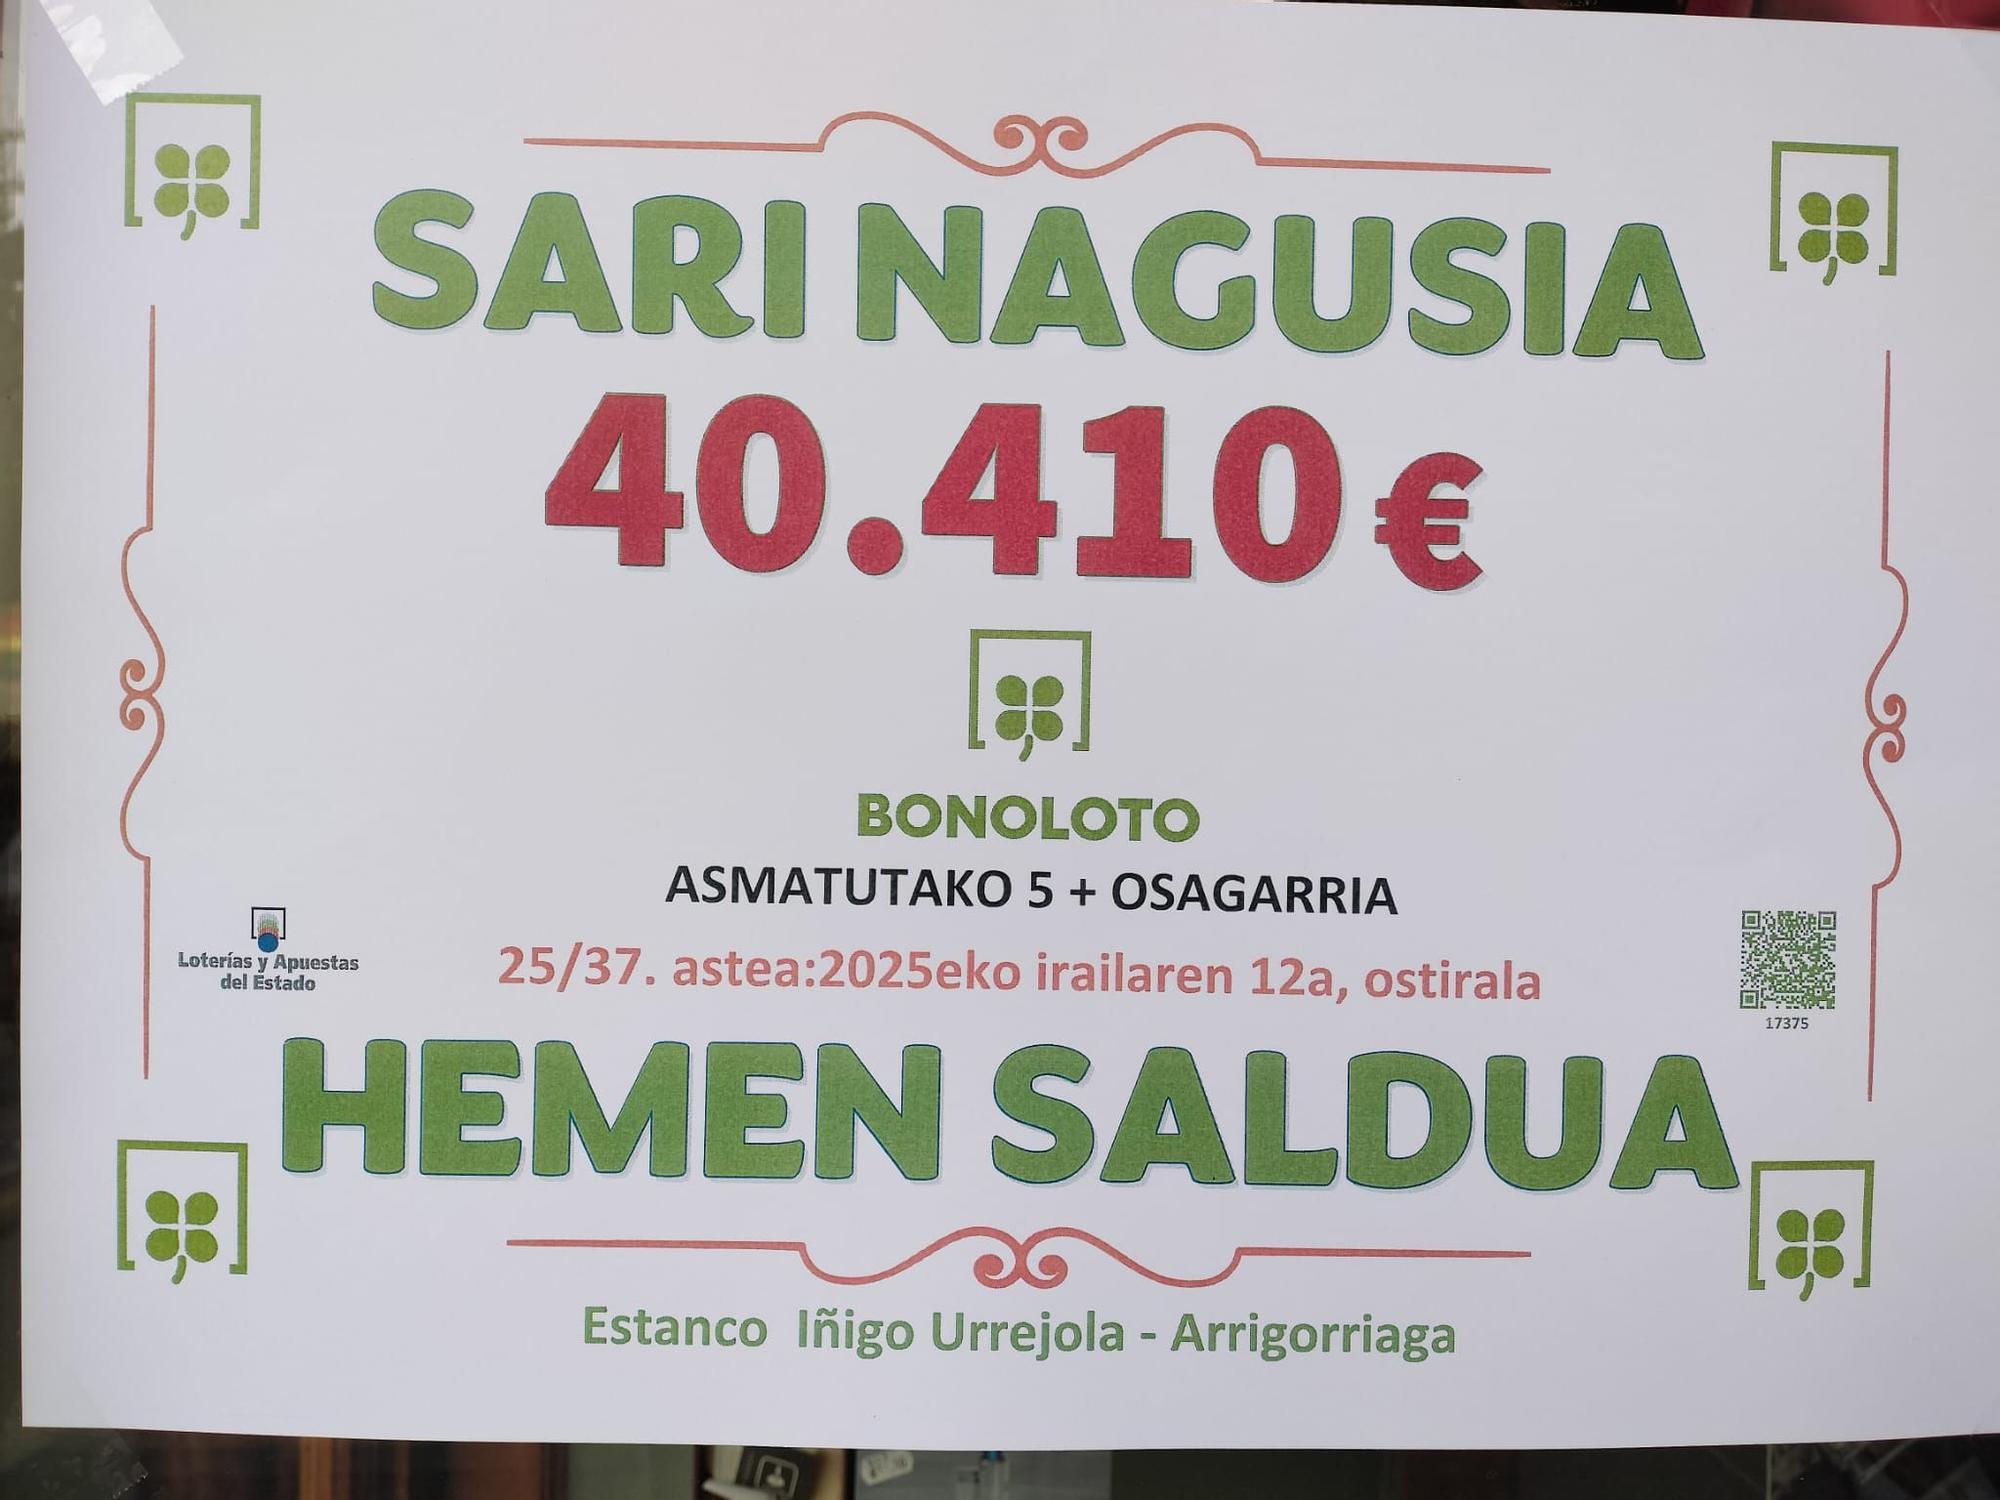 SARI NAGUSIA
40.410 €
BONOLOTO
ASMATUTAKO 5 + OSAGARRIA
Loterías y Apuestas
del Estado
25/37. astea:2025eko irailaren 12a, ostirala
17375
HEMEN SALDUA
Estanco Iñigo Urrejola - Arrigorriaga